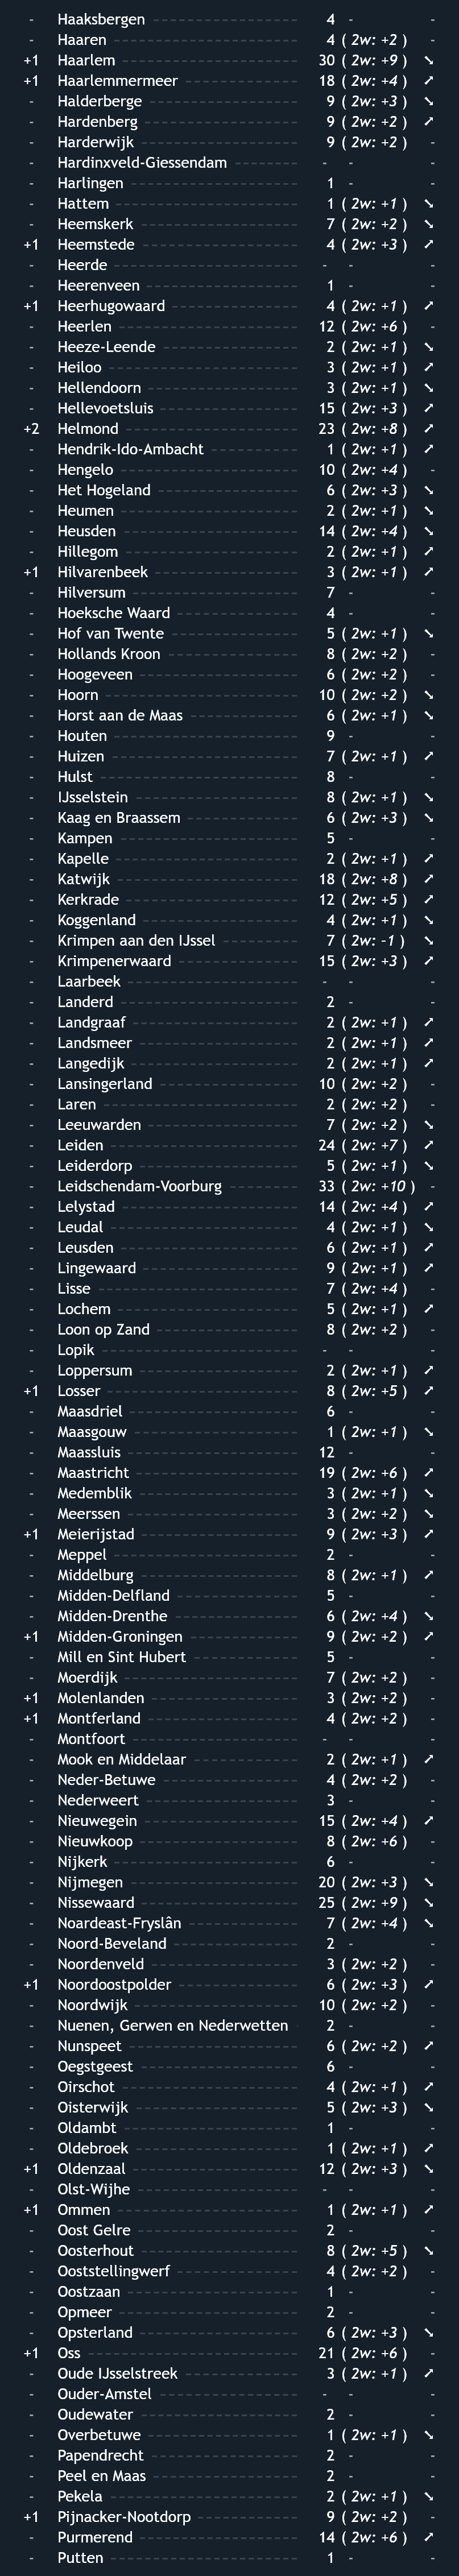 - Haaksbergen 4 - -
- Haaren 4 ( 2w: +2 ) -
+1 Haarlem 30 ( 2w: +9 ) ↘
+1 Haarlemmermeer 18 ( 2w: +4 ) ↗
- Halderberge 9 ( 2w: +3 ) ↘
- Hardenberg 9 ( 2w: +2 ) ↗
- Harderwijk 9 ( 2w: +2 ) -
- Hardinxveld-Giessendam - - -
- Harlingen 1 - -
- Hattem 1 ( 2w: +1 ) ↘
- Heemskerk 7 ( 2w: +2 ) ↘
+1 Heemstede 4 ( 2w: +3 ) ↗
- Heerde - - -
- Heerenveen 1 - -
+1 Heerhugowaard 4 ( 2w: +1 ) ↗
- Heerlen 12 ( 2w: +6 ) -
- Heeze-Leende 2 ( 2w: +1 ) ↘
- Heiloo 3 ( 2w: +1 ) ↗
- Hellendoorn 3 ( 2w: +1 ) ↘
- Hellevoetsluis 15 ( 2w: +3 ) ↗
+2 Helmond 23 ( 2w: +8 ) ↗
- Hendrik-Ido-Ambacht 1 ( 2w: +1 ) ↗
- Hengelo 10 ( 2w: +4 ) -
- Het Hogeland 6 ( 2w: +3 ) ↘
- Heumen 2 ( 2w: +1 ) ↘
- Heusden 14 ( 2w: +4 ) ↘
- Hillegom 2 ( 2w: +1 ) ↗
+1 Hilvarenbeek 3 ( 2w: +1 ) ↗
- Hilversum 7 - -
- Hoeksche Waard 4 - -
- Hof van Twente 5 ( 2w: +1 ) ↘
- Hollands Kroon 8 ( 2w: +2 ) -
- Hoogeveen 6 ( 2w: +2 ) -
- Hoorn 10 ( 2w: +2 ) ↘
- Horst aan de Maas 6 ( 2w: +1 ) ↘
- Houten 9 - -
- Huizen 7 ( 2w: +1 ) ↗
- Hulst 8 - -
- IJsselstein 8 ( 2w: +1 ) ↘
- Kaag en Braassem 6 ( 2w: +3 ) ↘
- Kampen 5 - -
- Kapelle 2 ( 2w: +1 ) ↗
- Katwijk 18 ( 2w: +8 ) ↗
- Kerkrade 12 ( 2w: +5 ) ↗
- Koggenland 4 ( 2w: +1 ) ↘
- Krimpen aan den IJssel 7 ( 2w: -1 ) ↘
- Krimpenerwaard 15 ( 2w: +3 ) ↗
- Laarbeek - - -
- Landerd 2 - -
- Landgraaf 2 ( 2w: +1 ) ↗
- Landsmeer 2 ( 2w: +1 ) ↗
- Langedijk 2 ( 2w: +1 ) ↗
- Lansingerland 10 ( 2w: +2 ) -
- Laren 2 ( 2w: +2 ) -
- Leeuwarden 7 ( 2w: +2 ) ↘
- Leiden 24 ( 2w: +7 ) ↗
- Leiderdorp 5 ( 2w: +1 ) ↘
- Leidschendam-Voorburg 33 ( 2w: +10 ) -
- Lelystad 14 ( 2w: +4 ) ↗
- Leudal 4 ( 2w: +1 ) ↘
- Leusden 6 ( 2w: +1 ) ↗
- Lingewaard 9 ( 2w: +1 ) ↗
- Lisse 7 ( 2w: +4 ) -
- Lochem 5 ( 2w: +1 ) ↗
- Loon op Zand 8 ( 2w: +2 ) -
- Lopik - - -
- Loppersum 2 ( 2w: +1 ) ↗
+1 Losser 8 ( 2w: +5 ) ↗
- Maasdriel 6 - -
- Maasgouw 1 ( 2w: +1 ) ↘
- Maassluis 12 - -
- Maastricht 19 ( 2w: +6 ) ↗
- Medemblik 3 ( 2w: +1 ) ↘
- Meerssen 3 ( 2w: +2 ) ↘
+1 Meierijstad 9 ( 2w: +3 ) ↗
- Meppel 2 - -
- Middelburg 8 ( 2w: +1 ) ↗
- Midden-Delfland 5 - -
- Midden-Drenthe 6 ( 2w: +4 ) ↘
+1 Midden-Groningen 9 ( 2w: +2 ) ↗
- Mill en Sint Hubert 5 - -
- Moerdijk 7 ( 2w: +2 ) -
+1 Molenlanden 3 ( 2w: +2 ) -
+1 Montferland 4 ( 2w: +2 ) -
- Montfoort - - -
- Mook en Middelaar 2 ( 2w: +1 ) ↗
- Neder-Betuwe 4 ( 2w: +2 ) -
- Nederweert 3 - -
- Nieuwegein 15 ( 2w: +4 ) ↗
- Nieuwkoop 8 ( 2w: +6 ) -
- Nijkerk 6 - -
- Nijmegen 20 ( 2w: +3 ) ↘
- Nissewaard 25 ( 2w: +9 ) ↘
- Noardeast-Fryslân 7 ( 2w: +4 ) ↘
- Noord-Beveland 2 - -
- Noordenveld 3 ( 2w: +2 ) -
+1 Noordoostpolder 6 ( 2w: +3 ) ↗
- Noordwijk 10 ( 2w: +2 ) -
- Nuenen, Gerwen en Nederwetten 2 - -
- Nunspeet 6 ( 2w: +2 ) ↗
- Oegstgeest 6 - -
- Oirschot 4 ( 2w: +1 ) ↗
- Oisterwijk 5 ( 2w: +3 ) ↘
- Oldambt 1 - -
- Oldebroek 1 ( 2w: +1 ) ↗
+1 Oldenzaal 12 ( 2w: +3 ) ↘
- Olst-Wijhe - - -
+1 Ommen 1 ( 2w: +1 ) ↗
- Oost Gelre 2 - -
- Oosterhout 8 ( 2w: +5 ) ↘
- Ooststellingwerf 4 ( 2w: +2 ) -
- Oostzaan 1 - -
- Opmeer 2 - -
- Opsterland 6 ( 2w: +3 ) ↘
+1 Oss 21 ( 2w: +6 ) -
- Oude IJsselstreek 3 ( 2w: +1 ) ↗
- Ouder-Amstel - - -
- Oudewater 2 - -
- Overbetuwe 1 ( 2w: +1 ) ↘
- Papendrecht 2 - -
- Peel en Maas 2 - -
- Pekela 2 ( 2w: +1 ) ↘
+1 Pijnacker-Nootdorp 9 ( 2w: +2 ) -
- Purmerend 14 ( 2w: +6 ) ↗
- Putten 1 - -